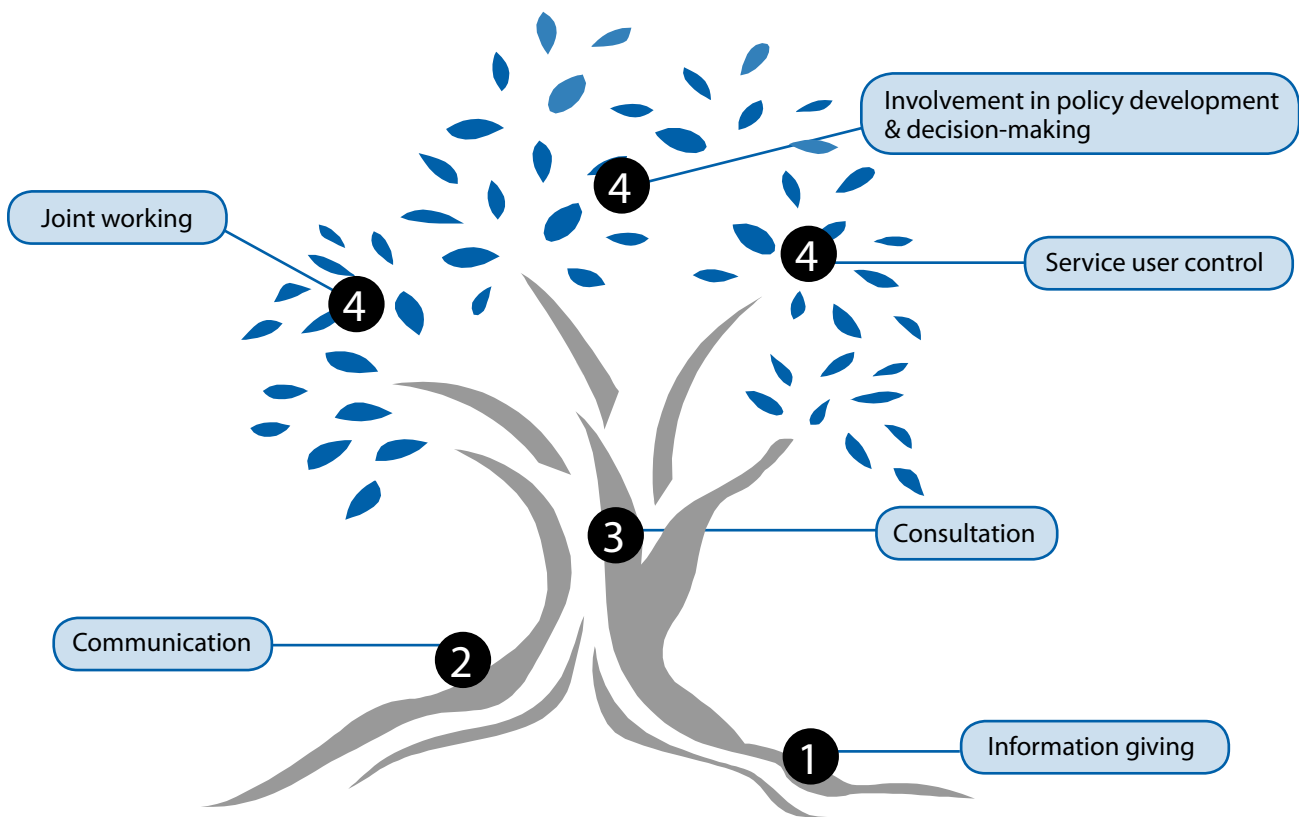 Involvement in policy development
& decision-making
4
Joint working
4
Service user control
4
3
Consultation
Communication
2
1
Information giving